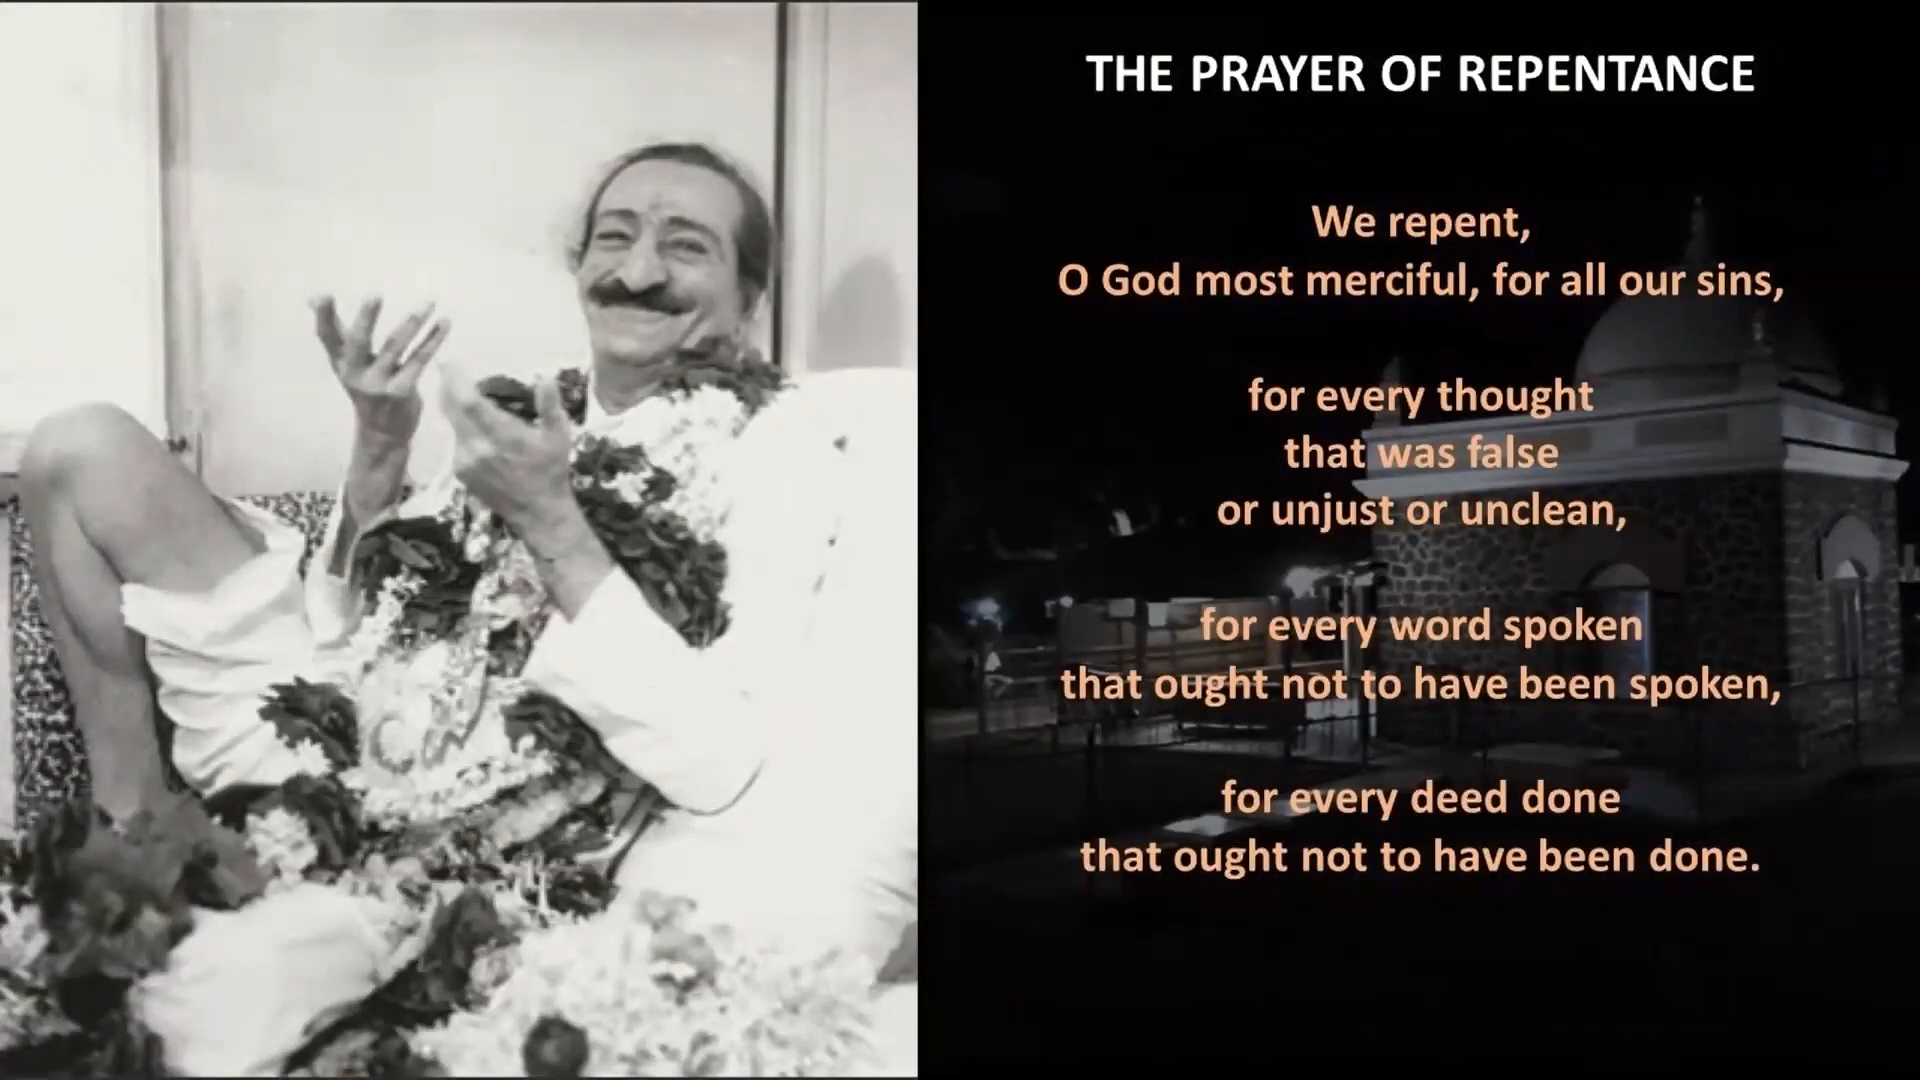 THE PRAYER OF REPENTANCE
We repent,
O God most merciful, for all our sins,
for every thought
that was false
or unjust or unclean,
for every word spoken
that ought not to have been spoken,
for every deed done
that ought not to have been done.